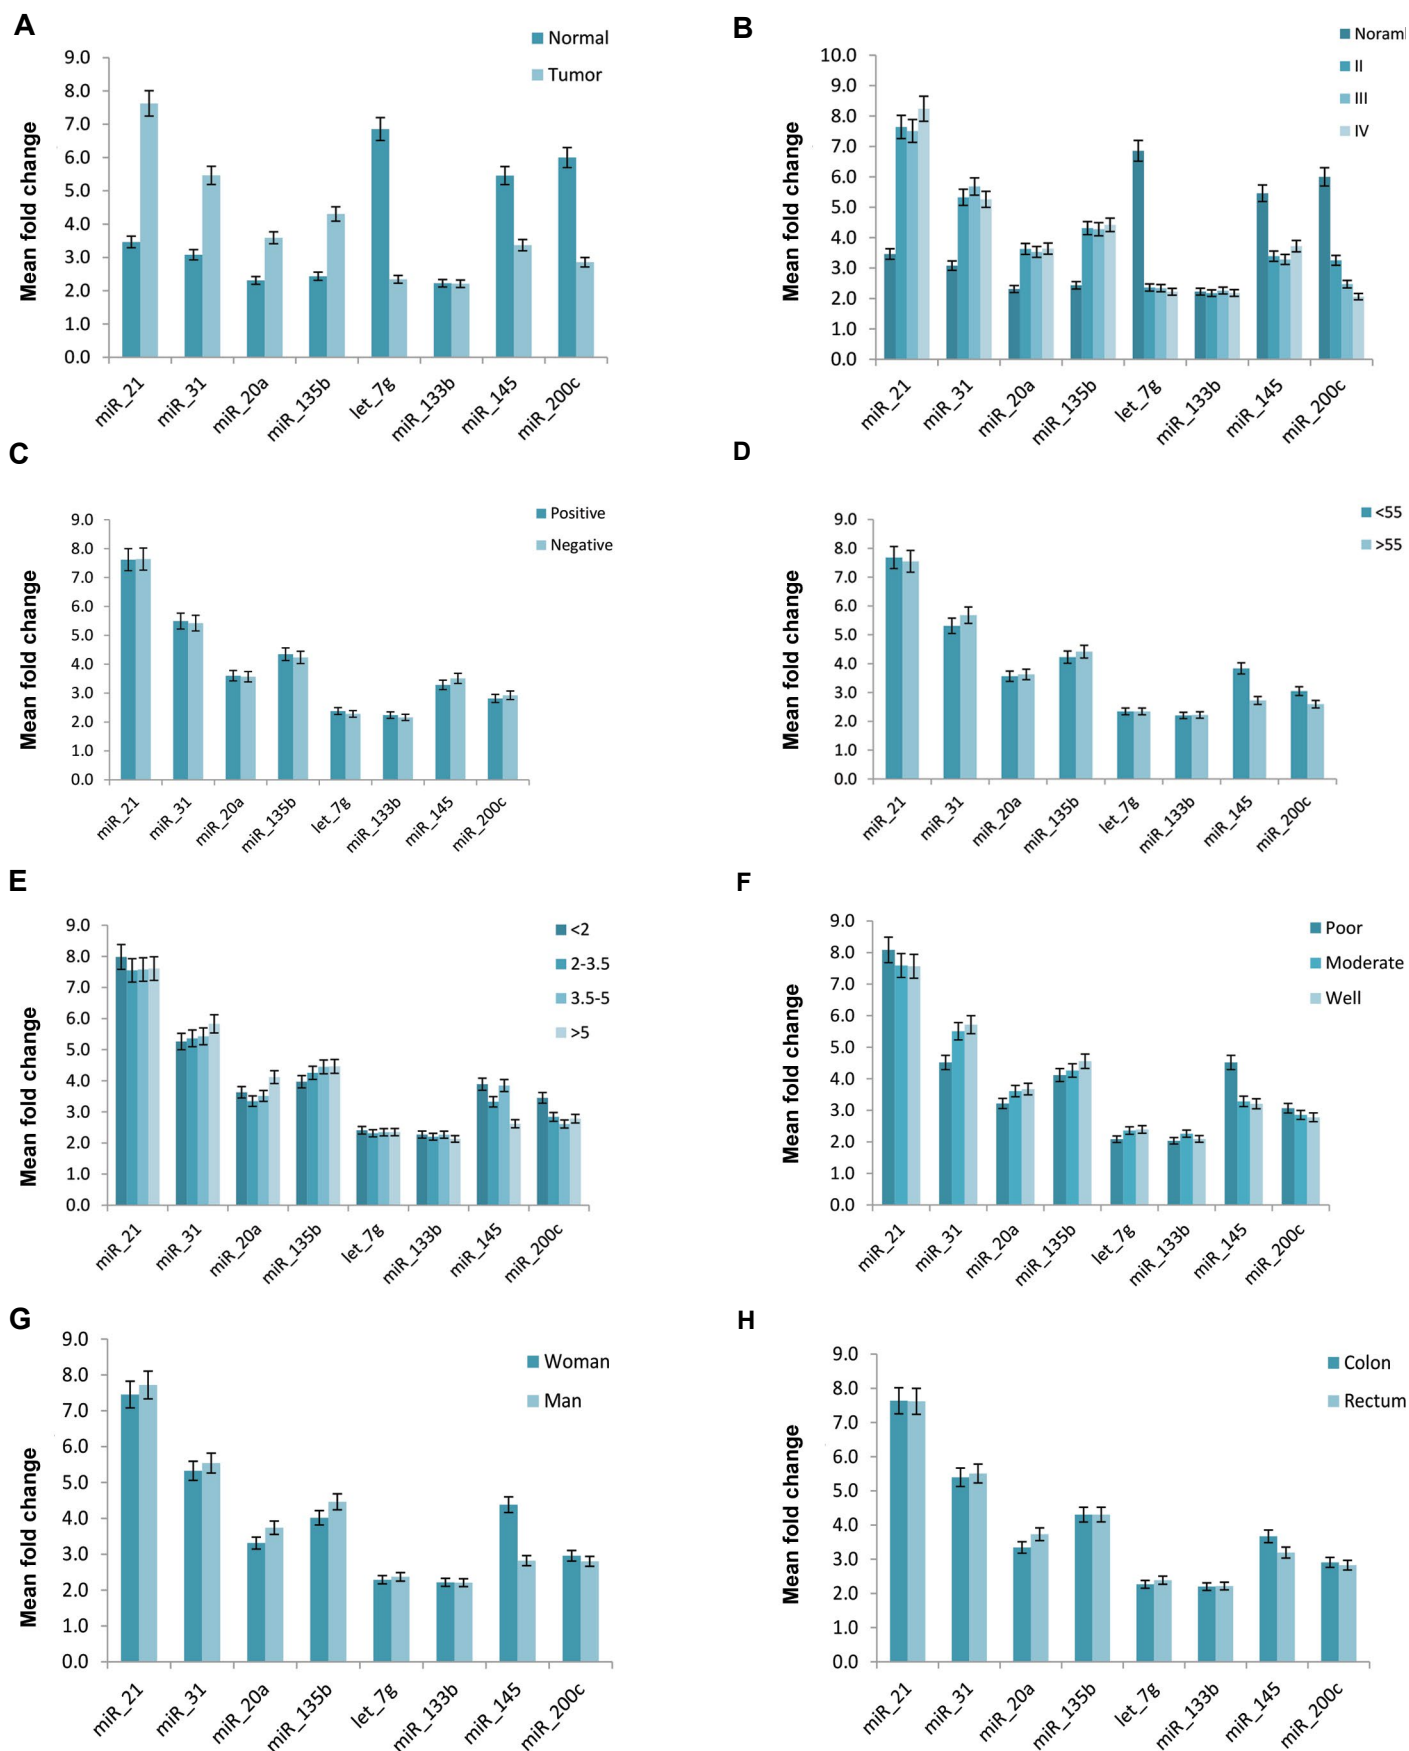 A
Normal
Tumor
Mean fold change
9.0
8.0
7.0
6.0
5.0
4.0
3.0
2.0
1.0
0.0
miR_21
miR_31
miR_20a
miR_135b
let_7g
miR_133b
miR_145
miR_200c
B
Noraml
II
III
IV
Mean fold change
10.0
9.0
8.0
7.0
6.0
5.0
4.0
3.0
2.0
1.0
0.0
miR_21
miR_31
miR_20a
miR_135b
let_7g
miR_133b
miR_145
miR_200c
C
Positive
Negative
Mean fold change
9.0
8.0
7.0
6.0
5.0
4.0
3.0
2.0
1.0
0.0
miR_21
miR_31
miR_20a
miR_135b
let_7g
miR_133b
miR_145
miR_200c
D
<55
>55
Mean fold change
9.0
8.0
7.0
6.0
5.0
4.0
3.0
2.0
1.0
0.0
miR_21
miR_31
miR_20a
miR_135b
let_7g
miR_133b
miR_145
miR_200c
E
<2
2-3.5
3.5-5
>5
Mean fold change
9.0
8.0
7.0
6.0
5.0
4.0
3.0
2.0
1.0
0.0
miR_21
miR_31
miR_20a
miR_135b
let_7g
miR_133b
miR_145
miR_200c
F
Poor
Moderate
Well
Mean fold change
9.0
8.0
7.0
6.0
5.0
4.0
3.0
2.0
1.0
0.0
miR_21
miR_31
miR_20a
miR_135b
let_7g
miR_133b
miR_145
miR_200c
G
Woman
Man
Mean fold change
9.0
8.0
7.0
6.0
5.0
4.0
3.0
2.0
1.0
0.0
miR_21
miR_31
miR_20a
miR_135b
let_7g
miR_133b
miR_145
miR_200c
H
Colon
Rectum
Mean fold change
9.0
8.0
7.0
6.0
5.0
4.0
3.0
2.0
1.0
0.0
miR_21
miR_31
miR_20a
miR_135b
let_7g
miR_133b
miR_145
miR_200c